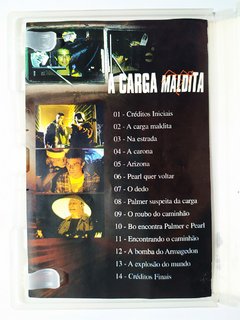 A CARGA MALDITA
01 - Créditos Iniciais
02 - A carga maldita
03 - Na estrada
04 - A carona
05 - Arizona
06 - Pearl quer voltar
07 - O dedo
08 - Palmer suspeita da carga
09 - O roubo do caminhão
10 - Bo encontra Palmer e Pearl
11 - Encontrando o caminhão
12 - A bomba do Armagedon
13 - A explosão do mundo
14 - Créditos Finais